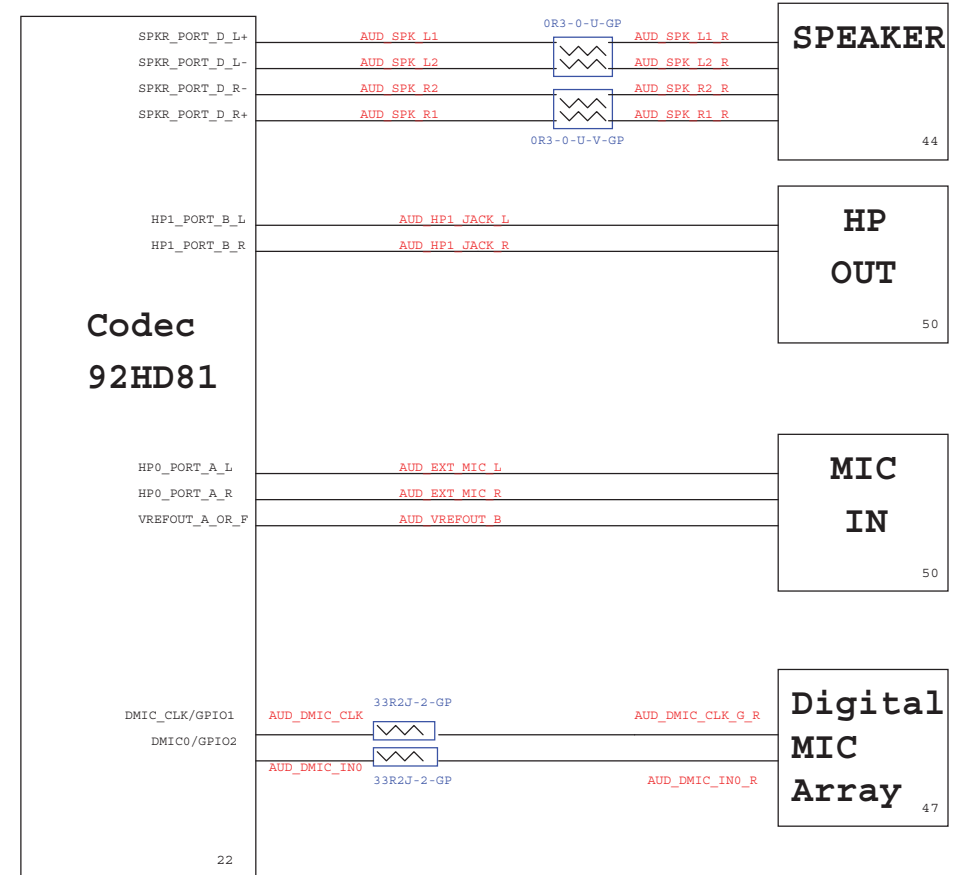 0R3-0-U-GP
SPKR_PORT_D_L+ AUD_SPK_L1 AUD_SPK_L1_R SPEAKER
SPKR_PORT_D_L- AUD_SPK_L2 AUD_SPK_L2_R
SPKR_PORT_D_R- AUD_SPK_R2 AUD_SPK_R2_R
SPKR_PORT_D_R+ AUD_SPK_R1 AUD_SPK_R1_R
0R3-0-U-V-GP 44
HP1_PORT_B_L AUD_HP1_JACK_L HP
HP1_PORT_B_R AUD_HP1_JACK_R
OUT
50
Codec
92HD81
HP0_PORT_A_L AUD_EXT_MIC_L MIC
HP0_PORT_A_R AUD_EXT_MIC_R
VREFOUT_A_OR_F AUD_VREFOUT_B IN
50
33R2J-2-GP
DMIC_CLK/GPIO1 AUD_DMIC_CLK AUD_DMIC_CLK_G_R Digital
DMIC0/GPIO2 MIC
AUD_DMIC_IN0
33R2J-2-GP AUD_DMIC_IN0_R Array
47
22